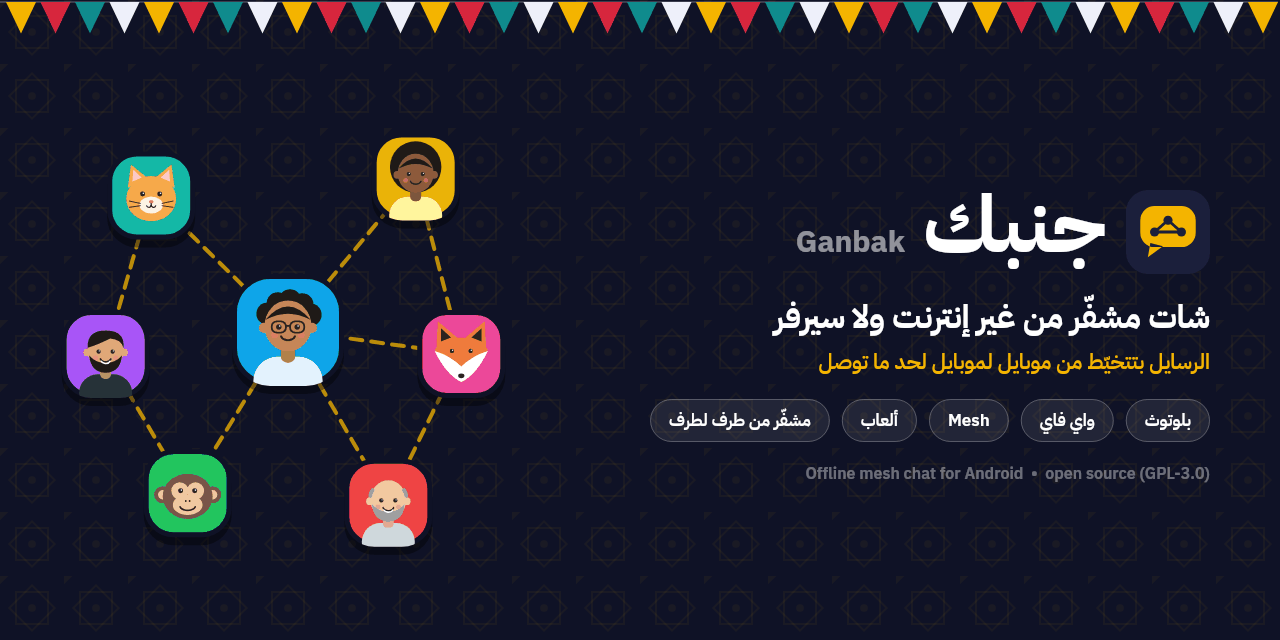 جنبك Ganbak
شات مشفّر من غير إنترنت ولا سيرفر
الرسايل بتتخيّط من موبايل لموبايل لحد ما توصل
بلوتوث واي فاي Mesh ألعاب مشفّر من طرف لطرف
Offline mesh chat for Android • open source (GPL-3.0)